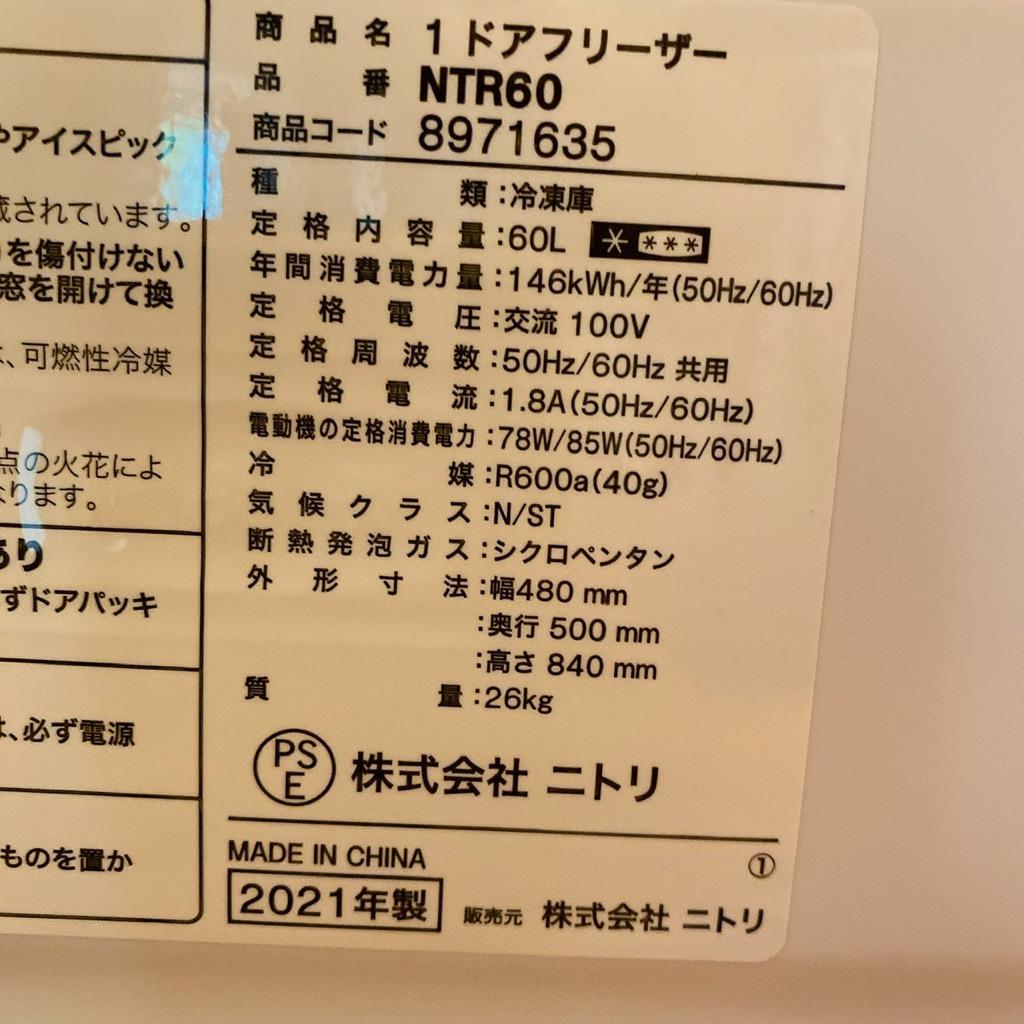 やアイスピック
蔵されています。
を傷付けない
窓を開けて換
、可燃性冷媒
点の火花によ
なります。
あり
ずドアパッキ
は、必ず電源
ものを置か
商品名 1ドアフリーザー
品番 NTR60
商品コード 8971635
種類:冷凍庫
定格内容量:60L
年間消費電力量:146kWh/年(50Hz/60Hz)
定格電圧:交流 100V
定格周波数:50Hz/60Hz 共用
定格電流:1.8A(50Hz/60Hz)
電動機の定格消費電力:78W/85W(50Hz/60Hz)
冷媒:R600a(40g)
気候クラス:N/ST
断熱発泡ガス:シクロペンタン
外形寸法:幅480 mm
:奥行 500 mm
:高さ 840 mm
質量:26kg
PSE 株式会社 ニトリ
MADE IN CHINA ①
2021年製 販売元 株式会社 ニトリ